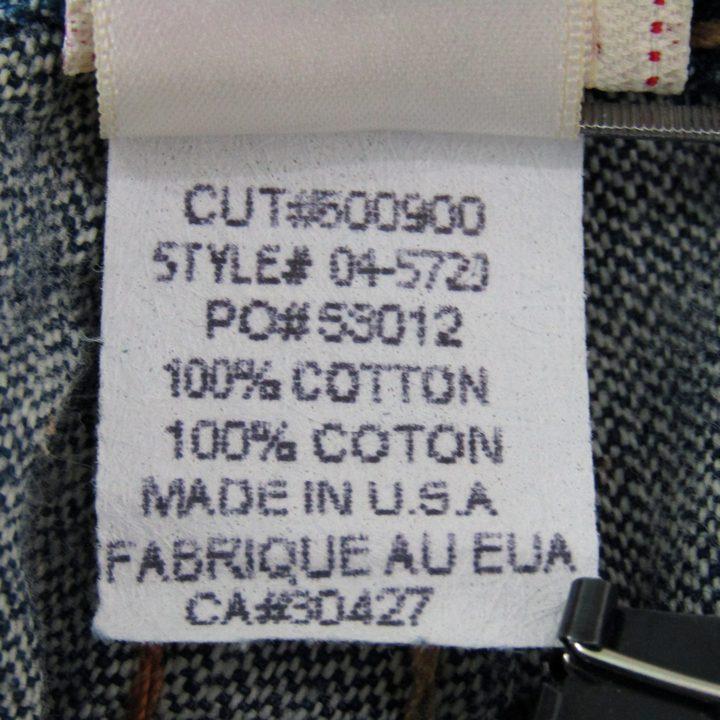 CUT#500900
STYLE# 04-5720
PO#53012
100% COTTON
100% COTON
MADE IN U.S.A
FABRIQUE AU EUA
CA#30427